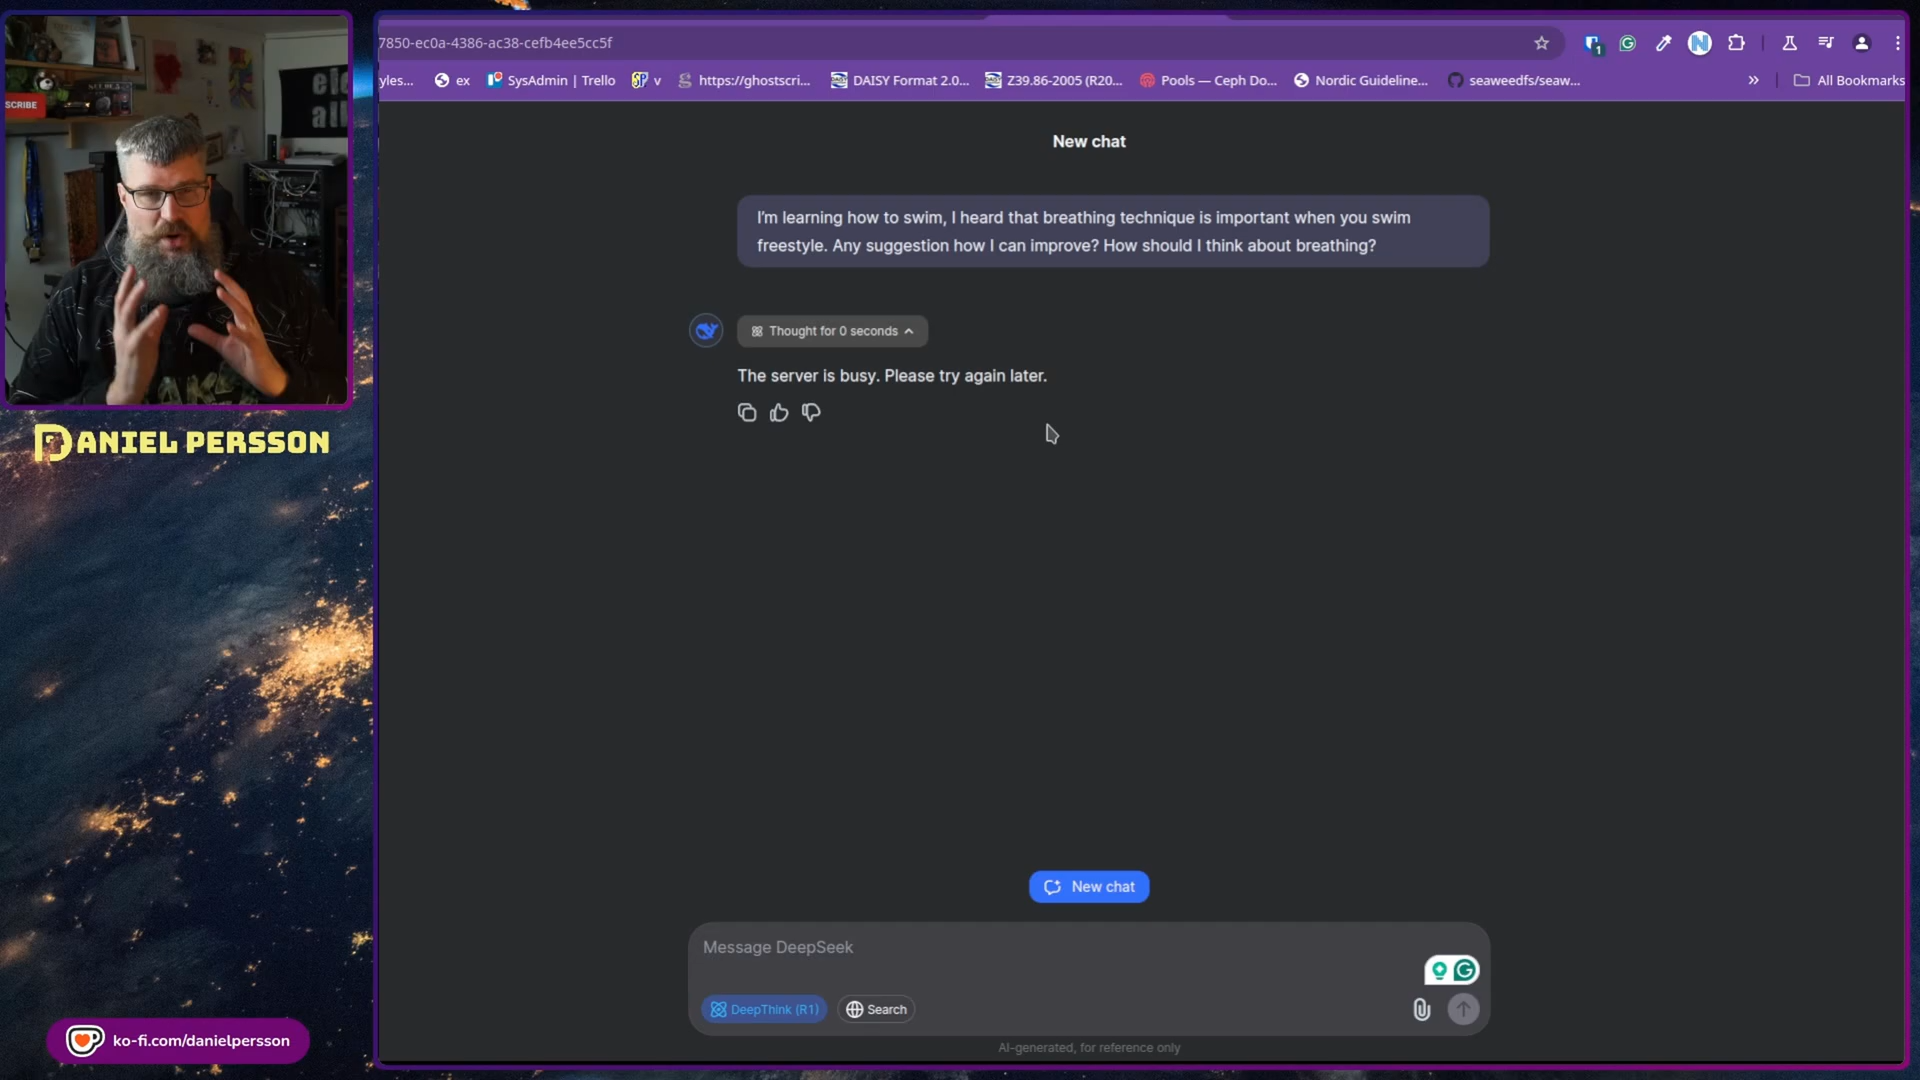 SCRIBE
DANIEL PERSSON
ko-fi.com/danielpersson
7850-ec0a-4386-ac38-cefb4ee5cc5f
1
yles...
ex
SysAdmin | Trello
v
https://ghostscri...
DAISY Format 2.0...
Z39.86-2005 (R20...
Pools — Ceph Do...
Nordic Guideline...
seaweedfs/seaw...
All Bookmarks
New chat
I'm learning how to swim, I heard that breathing technique is important when you swim
freestyle. Any suggestion how I can improve? How should I think about breathing?
Thought for 0 seconds
The server is busy. Please try again later.
New chat
Message DeepSeek
DeepThink (R1)
Search
AI-generated, for reference only